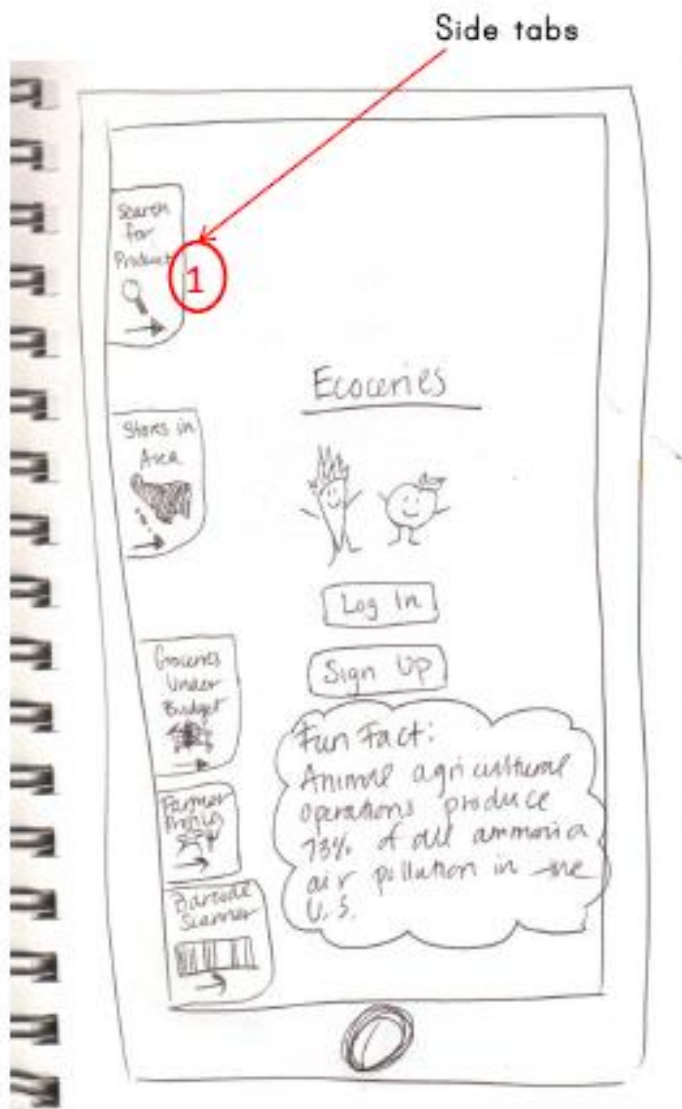 Side tabs
Search
for
Product
1
Stores in
Area
Ecoceries
Log In
Sign Up
Groceries
Under
Budget
Farmer
Profiles
Barcode
Scanner
Fun Fact:
Animal agricultural
operations produce
73% of all ammonia
air pollution in the
U.S.